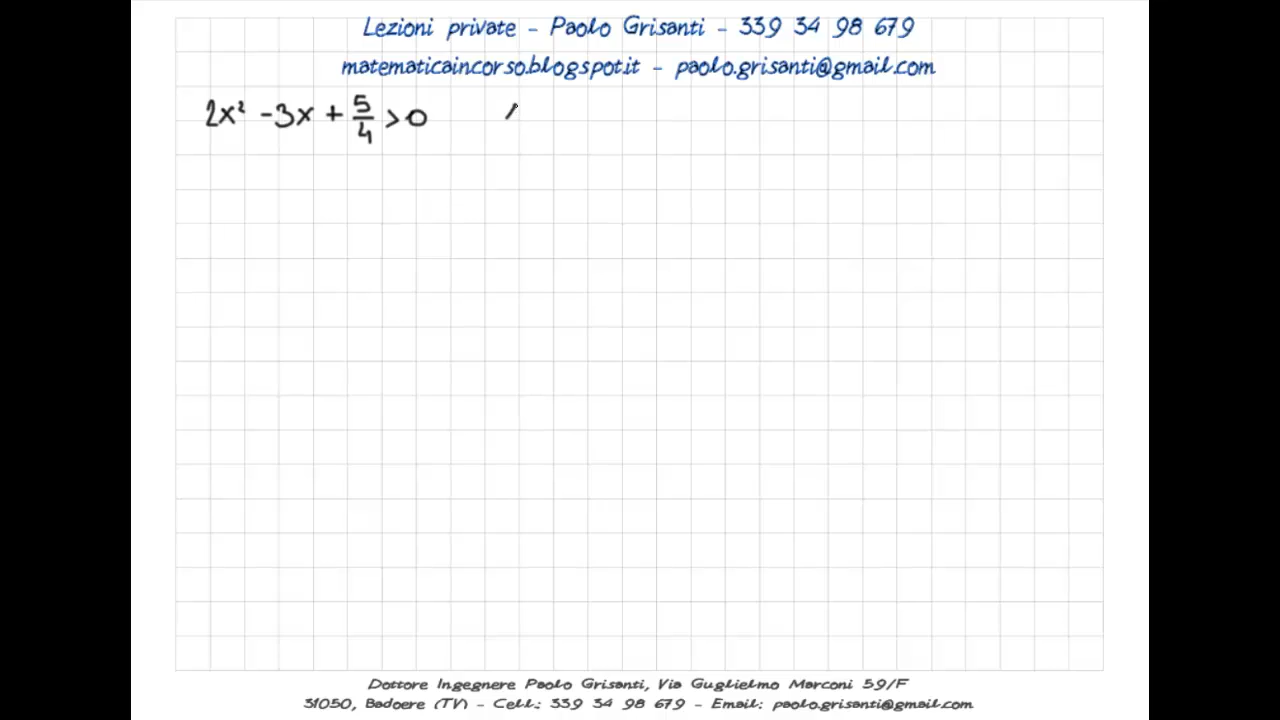 Lezioni private - Paolo Grisanti - 339 34 98 679
matematicaincorso.blogspot.it - paolo.grisanti@gmail.com
2x² - 3x + 5/4 > 0
Dottore Ingegnere Paolo Grisanti, Via Guglielmo Marconi 59/F
31050, Badoere (TV) - Cell.: 339 34 98 679 - Email: paolo.grisanti@gmail.com